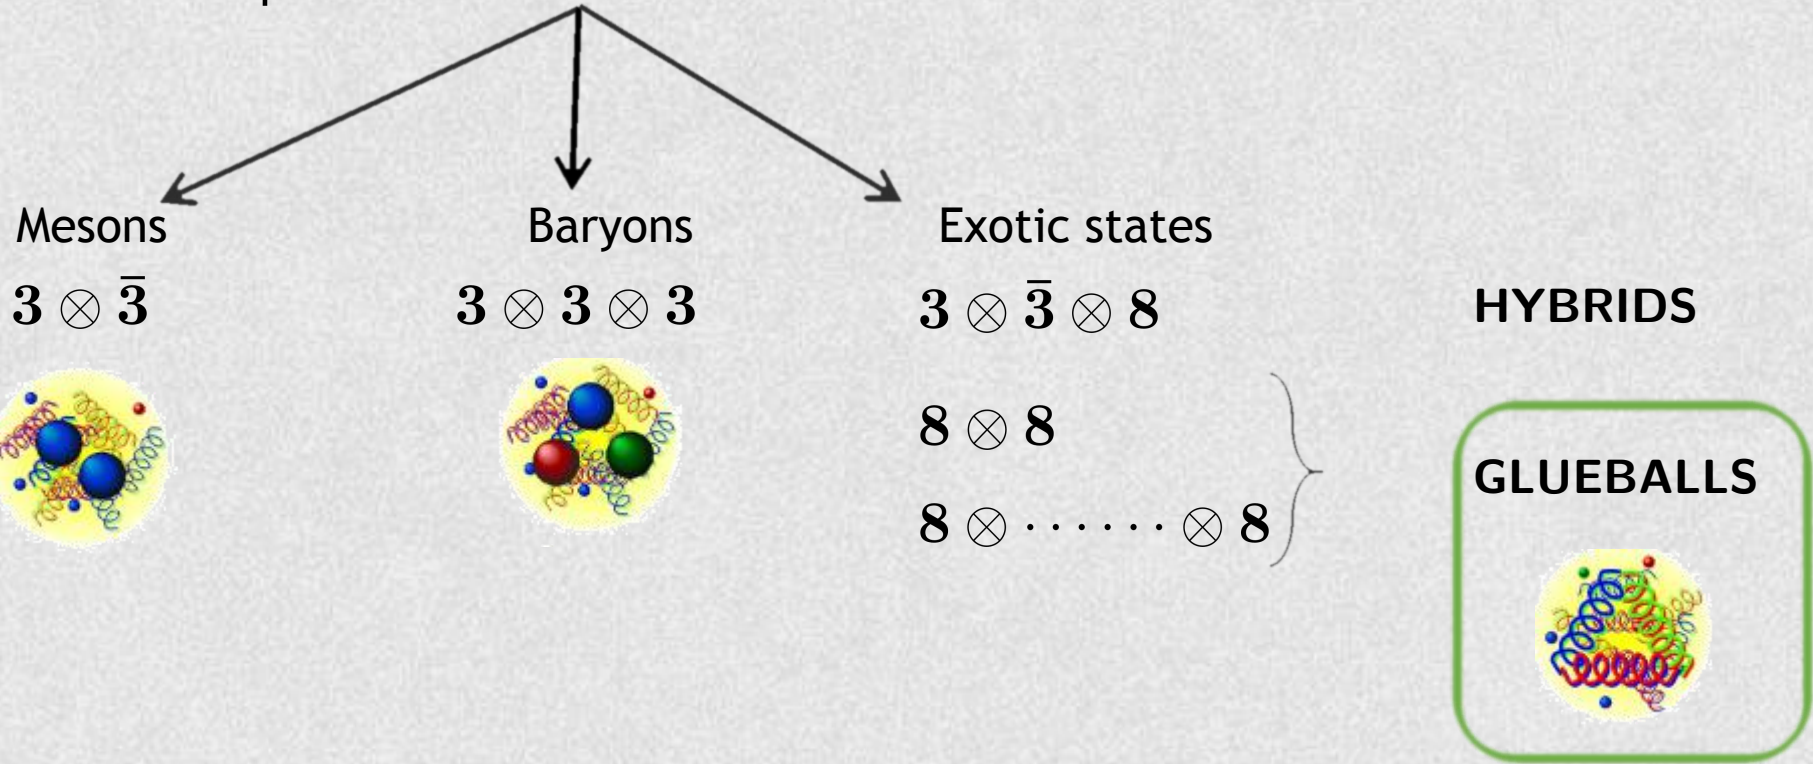 Mesons
Baryons
Exotic states
3 ⊗ 3̄
3 ⊗ 3 ⊗ 3
3 ⊗ 3̄ ⊗ 8
HYBRIDS
8 ⊗ 8
GLUEBALLS
8 ⊗ · · · · · · ⊗ 8